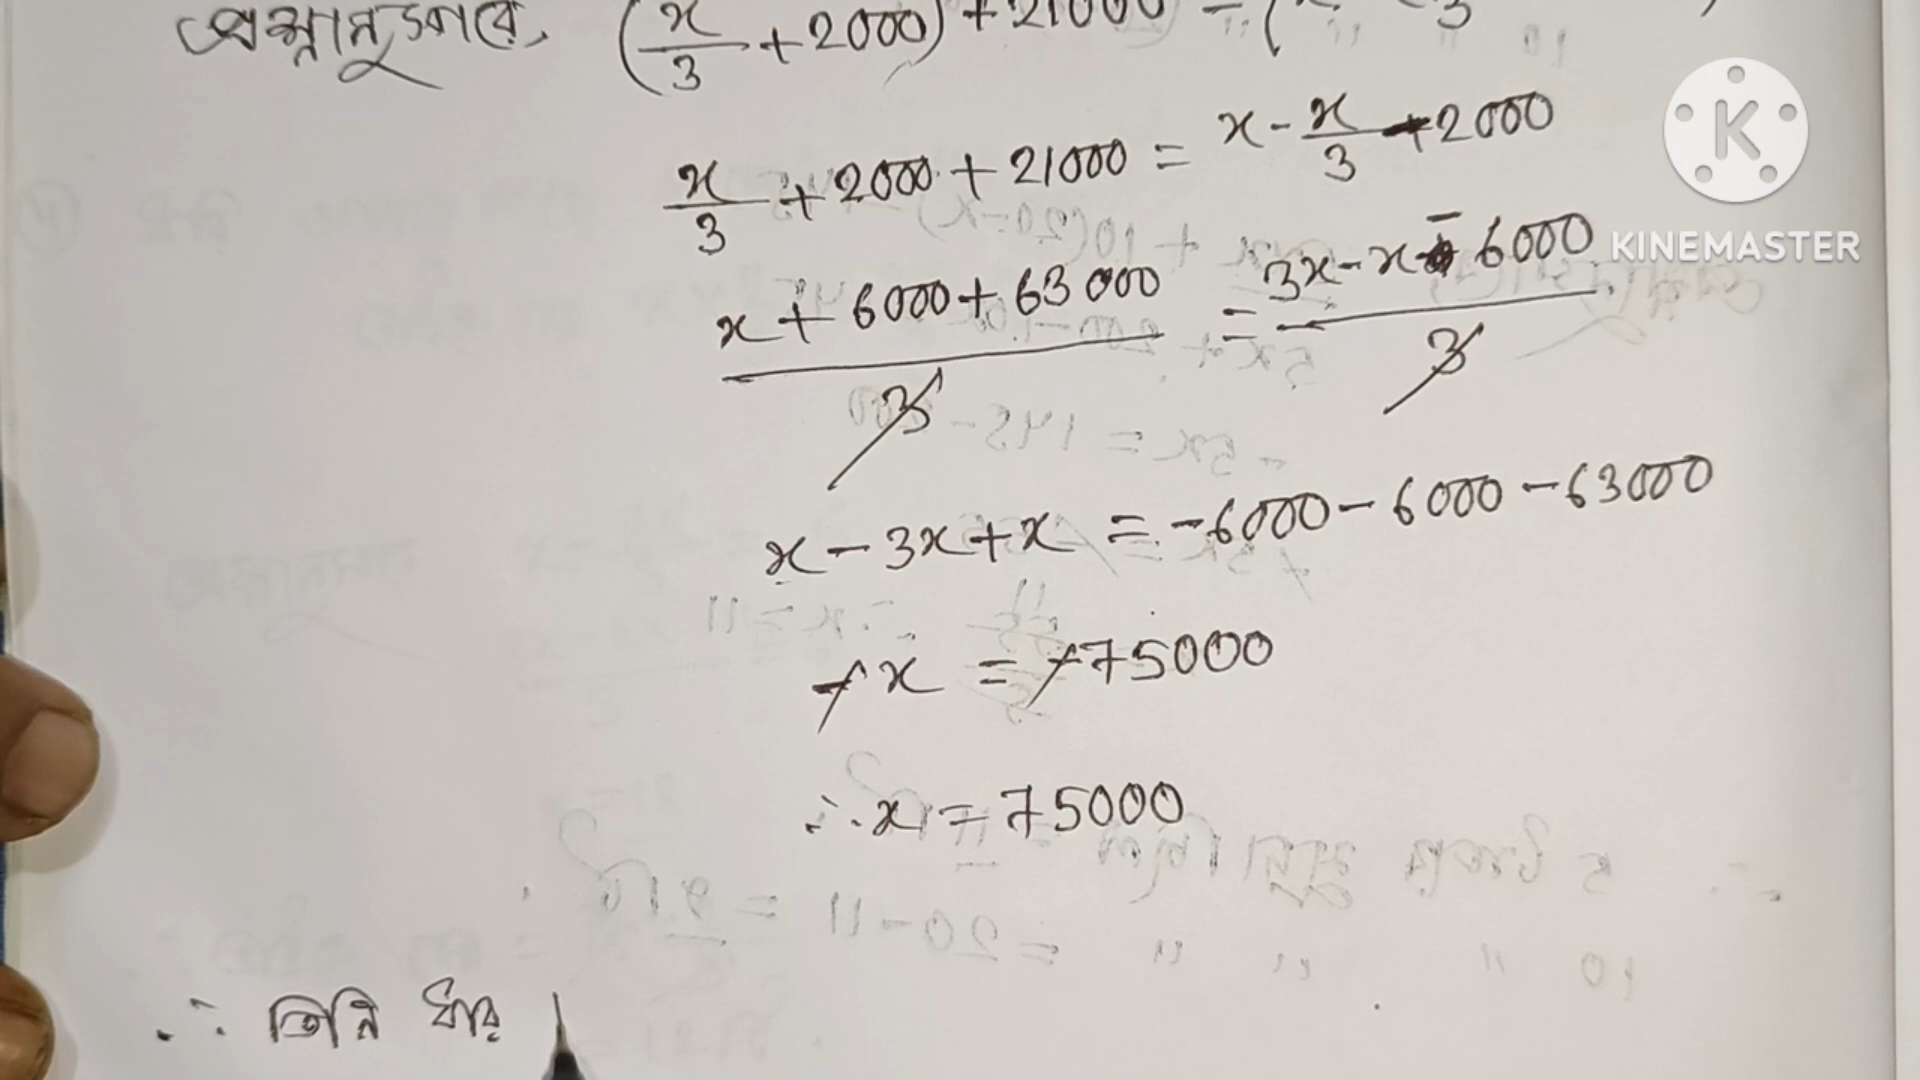 প্রশ্নানুসারে, (x/3 + 2000) + 21000 = (x
x/3 + 2000 + 21000 = x - x/3 - 2000
(x + 6000 + 63000)/3 = (3x - x - 6000)/3
x - 3x + x = -6000 - 6000 - 63000
-x = -75000
∴ x = 75000
∴ তিনি ধার
KINEMASTER